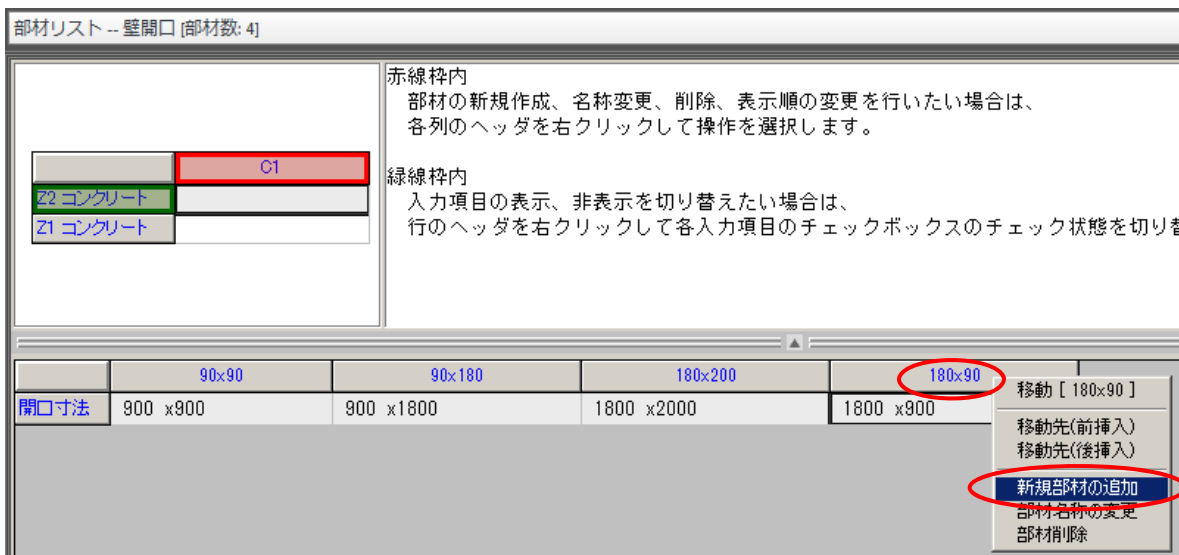 部材リスト -- 壁開口 [部材数: 4]
C1
Z2 コンクリート
Z1 コンクリート
赤線枠内
部材の新規作成、名称変更、削除、表示順の変更を行いたい場合は、
各列のヘッダを右クリックして操作を選択します。
緑線枠内
入力項目の表示、非表示を切り替えたい場合は、
行のヘッダを右クリックして各入力項目のチェックボックスのチェック状態を切り
90x90 90x180 180x200 180x90
開口寸法 900 x900 900 x1800 1800 x2000 1800 x900
移動 [ 180x90 ]
移動先(前挿入)
移動先(後挿入)
新規部材の追加
部材名称の変更
部材削除